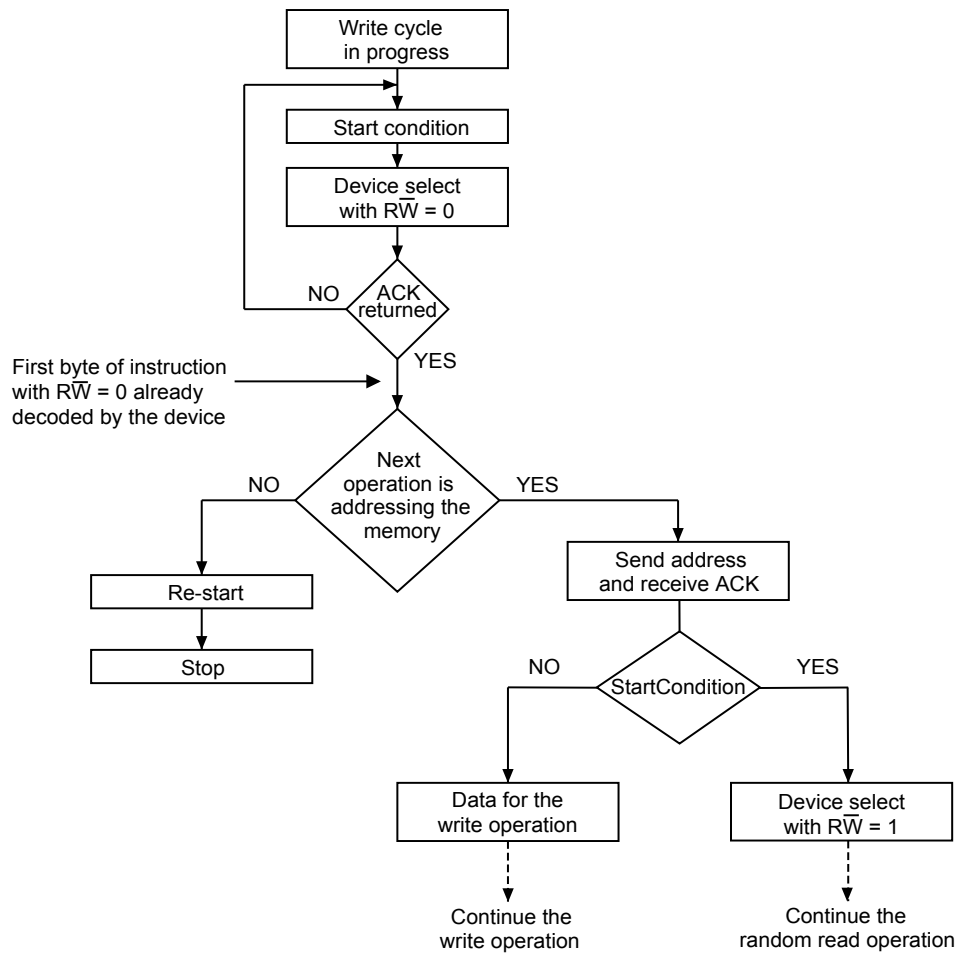 Write cycle
in progress
Start condition
Device select
with RW̅ = 0
NO
ACK
returned
YES
First byte of instruction
with RW̅ = 0 already
decoded by the device
Next
operation is
addressing the
memory
NO
YES
Send address
and receive ACK
Re-start
Stop
NO
YES
StartCondition
Data for the
write operation
Device select
with RW̅ = 1
Continue the
write operation
Continue the
random read operation